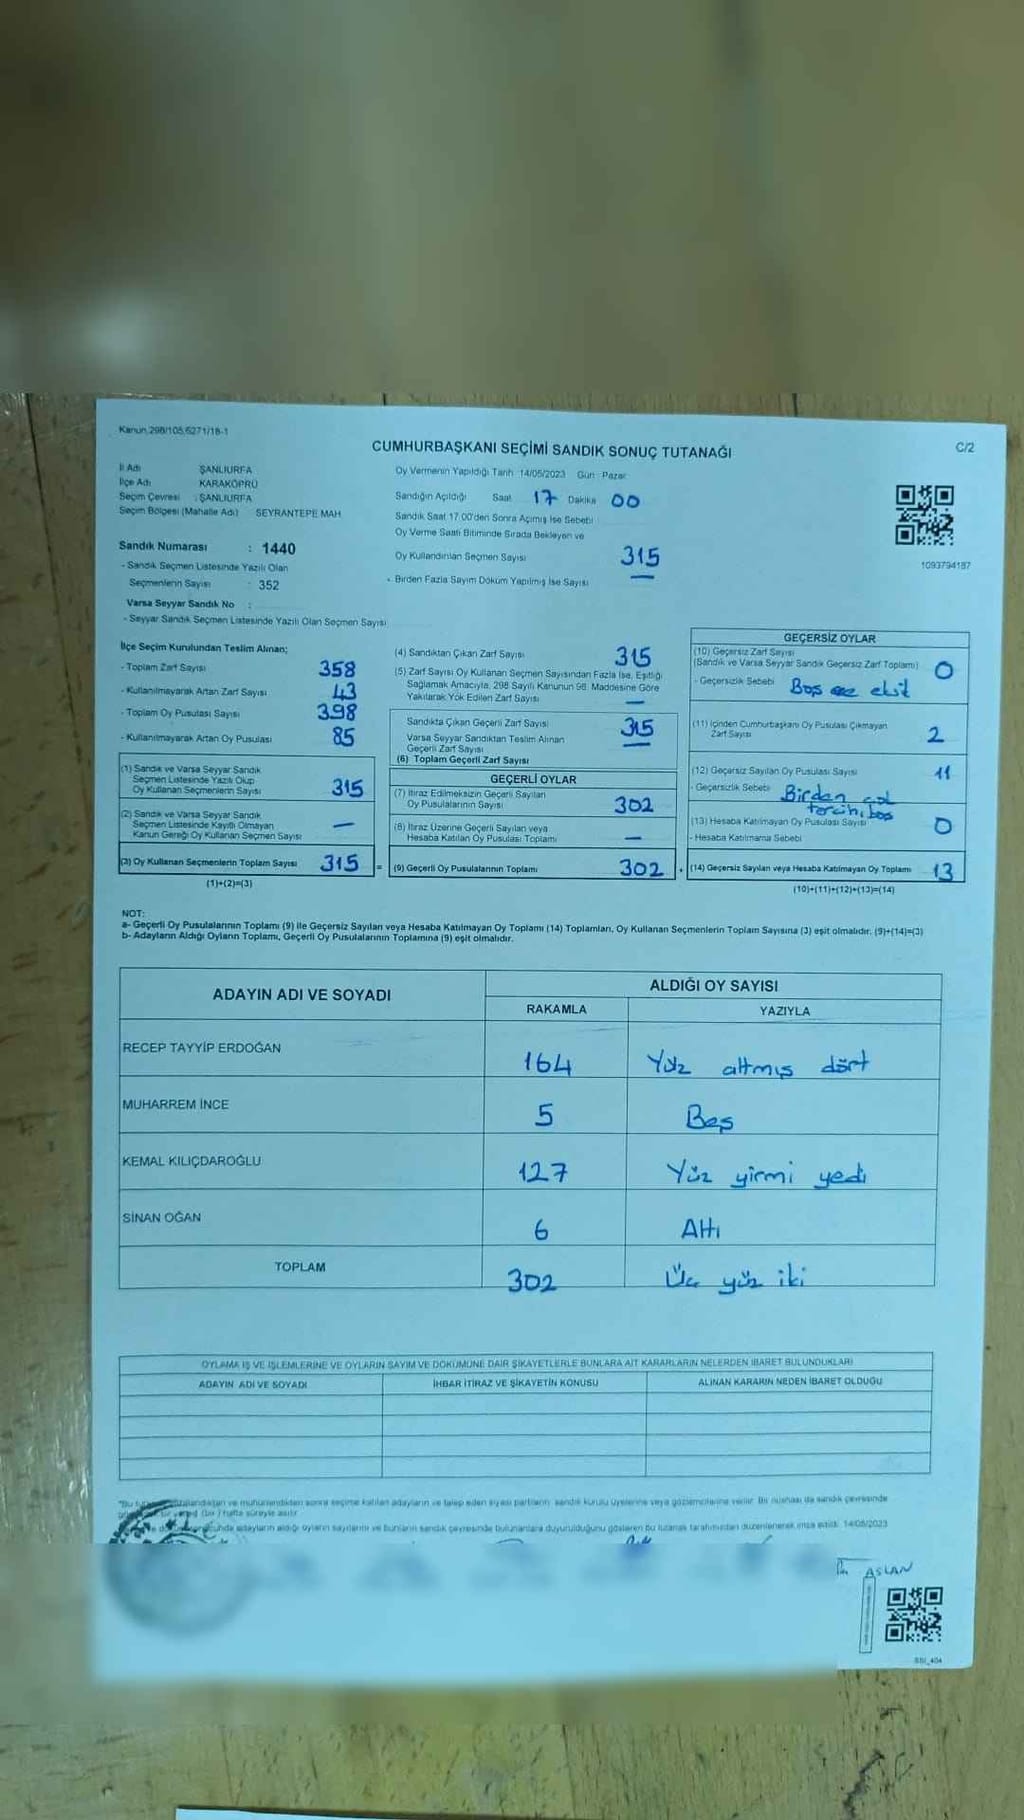 Kanun 298/105,6271/18-1
CUMHURBAŞKANI SEÇİMİ SANDIK SONUÇ TUTANAĞI
C/2
İl Adı ŞANLIURFA
İlçe Adı KARAKÖPRÜ
Seçim Çevresi : ŞANLIURFA
Seçim Bölgesi (Mahalle Adı) SEYRANTEPE MAH
Sandık Numarası : 1440
- Sandık Seçmen Listesinde Yazılı Olan
Seçmenlerin Sayısı : 352
Varsa Seyyar Sandık No :
- Seyyar Sandık Seçmen Listesinde Yazılı Olan Seçmen Sayısı
Oy Vermenin Yapıldığı Tarih 14/05/2023 Gün : Pazar
Sandığın Açıldığı Saat 17 Dakika 00
Sandık Saat 17.00'den Sonra Açılmış İse Sebebi
Oy Verme Saati Bitiminde Sırada Bekleyen ve
Oy Kullandırılan Seçmen Sayısı 315
- Birden Fazla Sayım Döküm Yapılmış İse Sayısı —
1093794187
İlçe Seçim Kurulundan Teslim Alınan;
- Toplam Zarf Sayısı 358
- Kullanılmayarak Artan Zarf Sayısı 43
- Toplam Oy Pusulası Sayısı 398
- Kullanılmayarak Artan Oy Pusulası 85
(1) Sandık ve Varsa Seyyar Sandık
Seçmen Listesinde Yazılı Olup
Oy Kullanan Seçmenlerin Sayısı 315
(2) Sandık ve Varsa Seyyar Sandık
Seçmen Listesinde Kayıtlı Olmayan
Kanun Gereği Oy Kullanan Seçmen Sayısı —
(3) Oy Kullanan Seçmenlerin Toplam Sayısı 315 =
(1)+(2)=(3)
(4) Sandıktan Çıkan Zarf Sayısı 315
(5) Zarf Sayısı Oy Kullanan Seçmen Sayısından Fazla İse, Eşitliği
Sağlamak Amacıyla, 298 Sayılı Kanunun 98. Maddesine Göre
Yakılarak Yok Edilen Zarf Sayısı —
Sandıkta Çıkan Geçerli Zarf Sayısı 315
Varsa Seyyar Sandıktan Teslim Alınan
Geçerli Zarf Sayısı —
(6) Toplam Geçerli Zarf Sayısı
GEÇERLİ OYLAR
(7) İtiraz Edilmeksizin Geçerli Sayılan
Oy Pusulalarının Sayısı 302
(8) İtiraz Üzerine Geçerli Sayılan veya
Hesaba Katılan Oy Pusulası Toplamı —
(9) Geçerli Oy Pusulalarının Toplamı 302 +
GEÇERSİZ OYLAR
(10) Geçersiz Zarf Sayısı
(Sandık ve Varsa Seyyar Sandık Geçersiz Zarf Toplamı) 0
- Geçersizlik Sebebi Boş ekit
(11) İçinden Cumhurbaşkanı Oy Pusulası Çıkmayan
Zarf Sayısı 2
(12) Geçersiz Sayılan Oy Pusulası Sayısı 11
- Geçersizlik Sebebi Birden çok
tercih, boş
(13) Hesaba Katılmayan Oy Pusulası Sayısı 0
- Hesaba Katılmama Sebebi
(14) Geçersiz Sayılan veya Hesaba Katılmayan Oy Toplamı 13
(10)+(11)+(12)+(13)=(14)
NOT:
a- Geçerli Oy Pusulalarının Toplamı (9) ile Geçersiz Sayılan veya Hesaba Katılmayan Oy Toplamı (14) Toplamları, Oy Kullanan Seçmenlerin Toplam Sayısına (3) eşit olmalıdır. (9)+(14)=(3)
b- Adayların Aldığı Oyların Toplamı, Geçerli Oy Pusulalarının Toplamına (9) eşit olmalıdır.
ADAYIN ADI VE SOYADI
ALDIĞI OY SAYISI
RAKAMLA YAZIYLA
RECEP TAYYİP ERDOĞAN 164 Yüz altmış dört
MUHARREM İNCE 5 Beş
KEMAL KILIÇDAROĞLU 127 Yüz yirmi yedi
SİNAN OĞAN 6 Altı
TOPLAM 302 Üç yüz iki
OYLAMA İŞ VE İŞLEMLERİNE VE OYLARIN SAYIM VE DÖKÜMÜNE DAİR ŞİKAYETLERLE BUNLARA AİT KARARLARIN NELERDEN İBARET BULUNDUKLARI
ADAYIN ADI VE SOYADI İHBAR İTİRAZ VE ŞİKAYETİN KONUSU ALINAN KARARIN NEDEN İBARET OLDUĞU
"Bu ve mühürlendikten sonra seçime katılan adayların ve talep eden siyasi partilerin sandık kurulu üyelerine veya gözlemcilerine verilir. Bir nüshası da sandık çevresinde
(bir) hafta süreyle asılır.
adayların aldığı oyların sayılarını ve bunların sandık çevresinde bulunanlara duyurulduğunu gösteren bu tutanak tarafımızdan düzenlenerek imza edildi. 14/05/2023
ASLAN